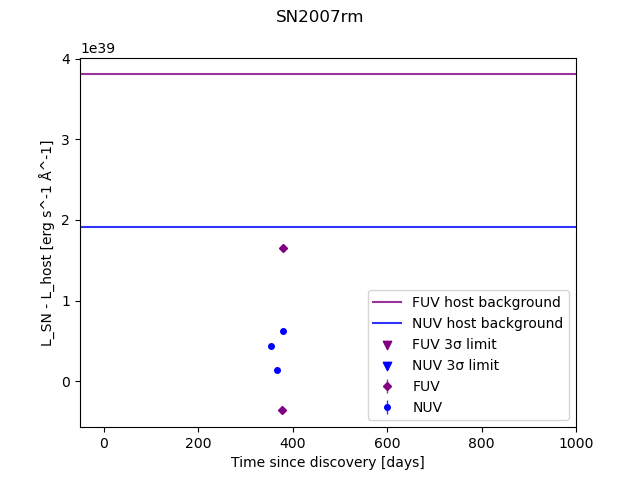 SN2007rm
1e39
4
3
2
1
0
L_SN - L_host [erg s^-1 Å^-1]
FUV host background
NUV host background
FUV 3σ limit
NUV 3σ limit
FUV
NUV
0 200 400 600 800 1000
Time since discovery [days]